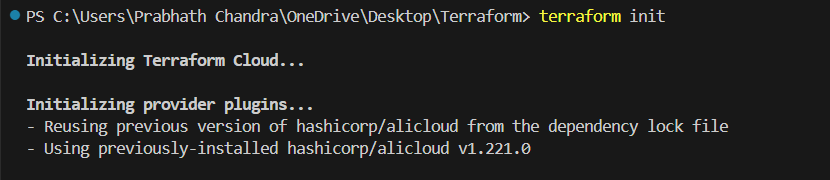 PS C:\Users\Prabhath Chandra\OneDrive\Desktop\Terraform> terraform init
Initializing Terraform Cloud...
Initializing provider plugins...
- Reusing previous version of hashicorp/alicloud from the dependency lock file
- Using previously-installed hashicorp/alicloud v1.221.0